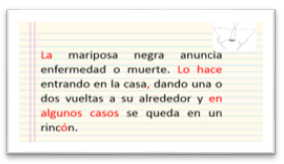 La mariposa negra anuncia
enfermedad o muerte. Lo hace
entrando en la casa, dando una o
dos vueltas a su alrededor y en
algunos casos se queda en un
rincón.